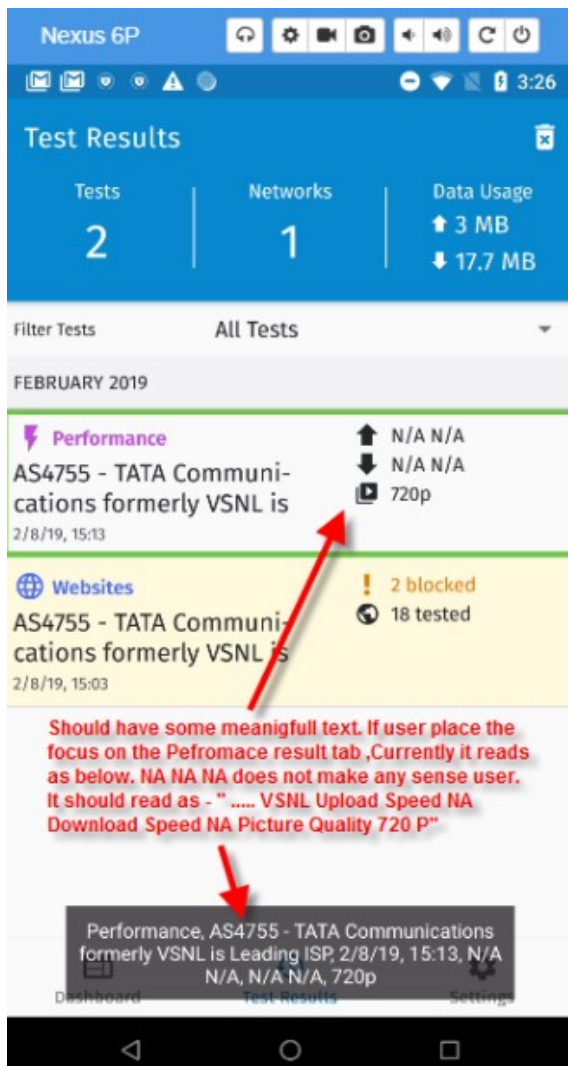 Nexus 6P
3:26
Test Results
Tests
Networks
Data Usage
2
1
3 MB
17.7 MB
Filter Tests
All Tests
FEBRUARY 2019
Performance
N/A N/A
AS4755 - TATA Communi-
N/A N/A
cations formerly VSNL is
720p
2/8/19, 15:13
Websites
2 blocked
AS4755 - TATA Communi-
18 tested
cations formerly VSNL is
2/8/19, 15:03
Should have some meanigfull text. If user place the
focus on the Pefromace result tab ,Currently it reads
as below. NA NA NA does not make any sense user.
It should read as - " ..... VSNL Upload Speed NA
Download Speed NA Picture Quality 720 P"
Performance, AS4755 - TATA Communications
formerly VSNL is Leading ISP, 2/8/19, 15:13, N/A
N/A, N/A N/A, 720p
Dashboard
Test Results
Settings